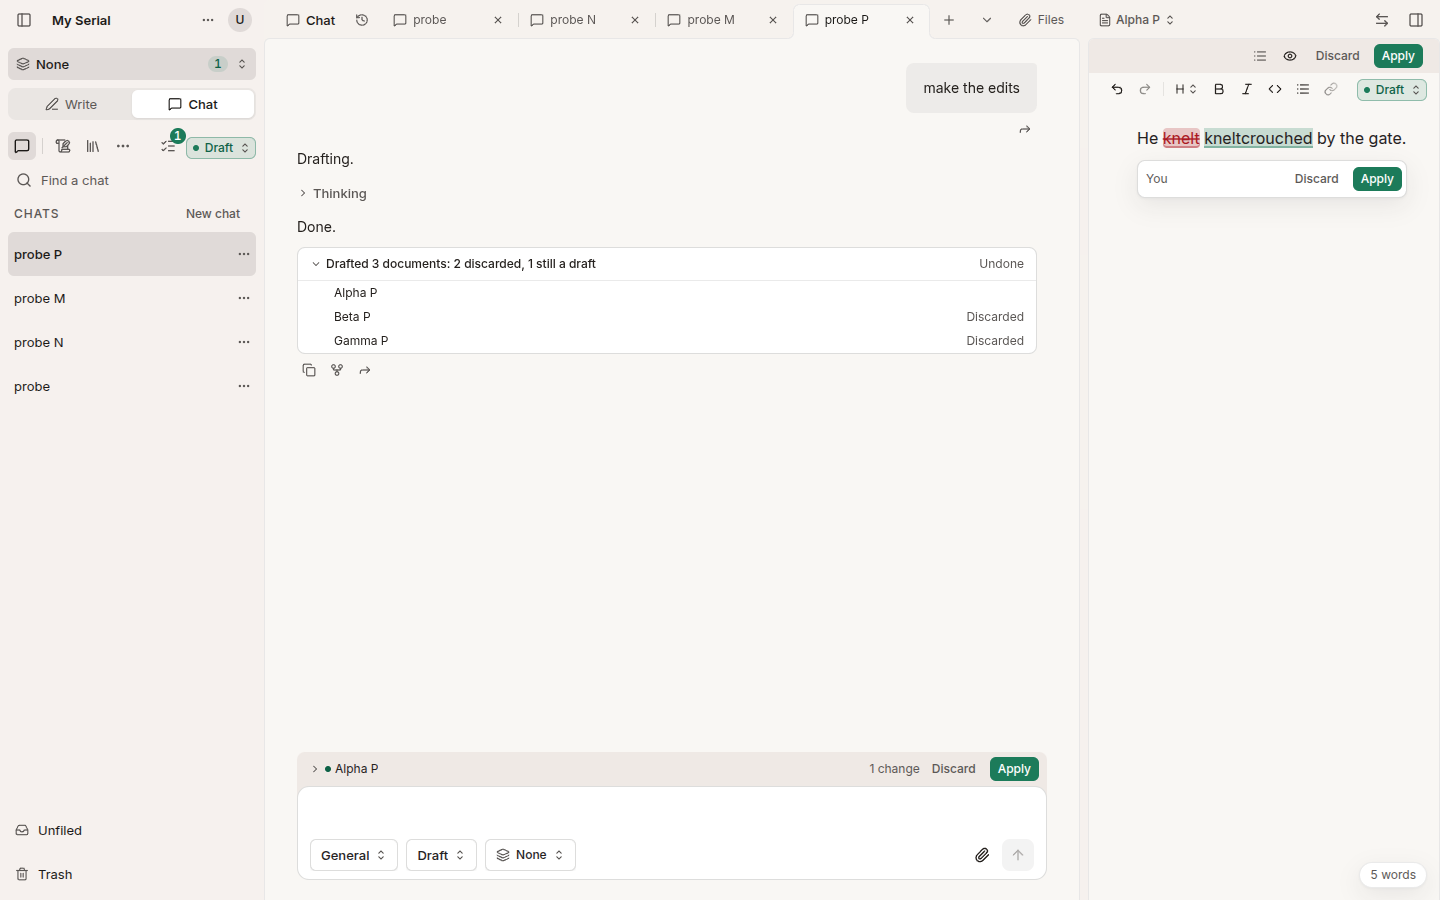 My Serial
U
None
1
Write
Chat
1
Draft
Find a chat
CHATS
New chat
probe P
probe M
probe N
probe
Unfiled
Trash
Chat
probe
probe N
probe M
probe P
Files
make the edits
Drafting.
Thinking
Done.
Drafted 3 documents: 2 discarded, 1 still a draft
Undone
Alpha P
Beta P
Discarded
Gamma P
Discarded
Alpha P
1 change
Discard
Apply
General
Draft
None
Alpha P
Discard
Apply
H
B
I
Draft
He knelt kneltcrouched by the gate.
You
Discard
Apply
5 words